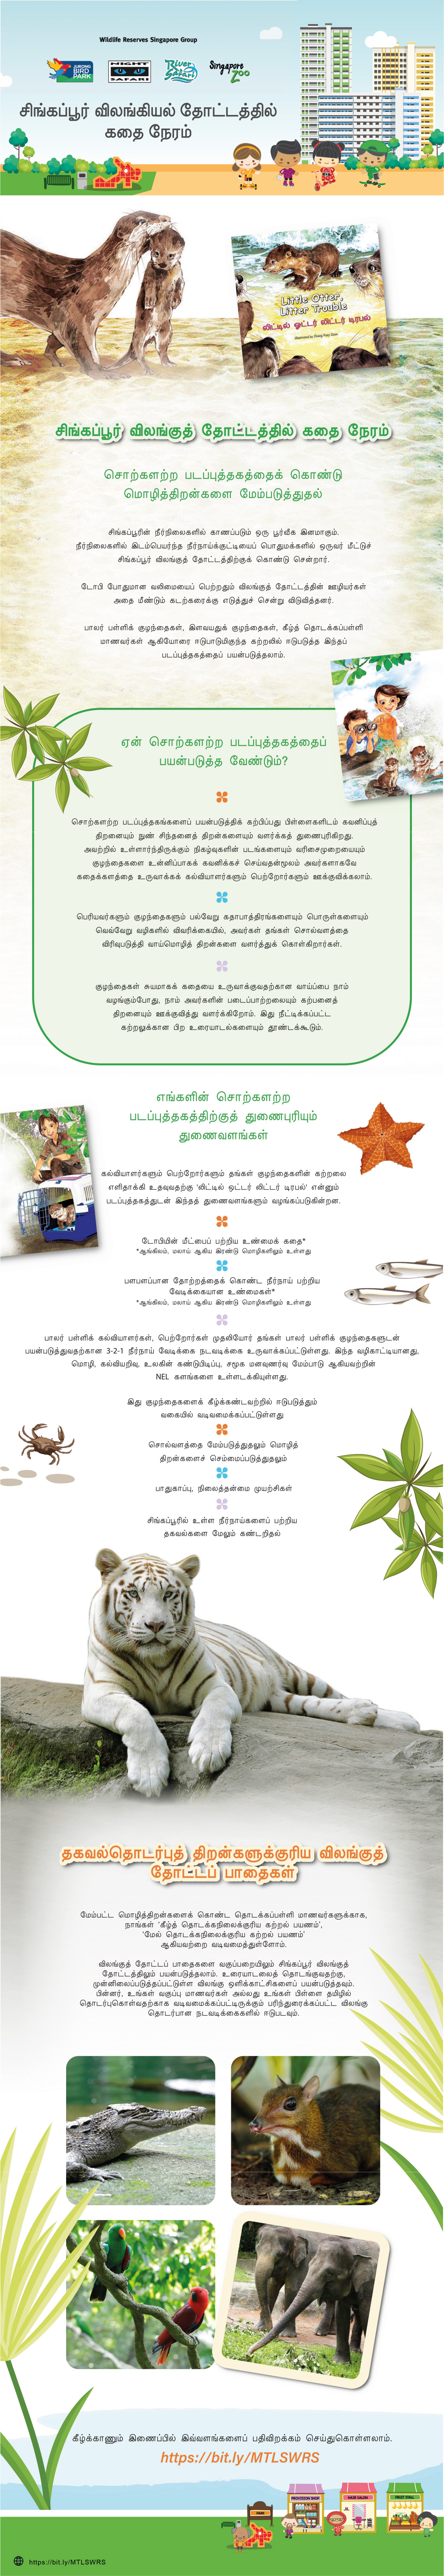 Wildlife Reserves Singapore Group
JURONG
BIRD
PARK
NIGHT
SAFARI
River
Safari
Singapore
Zoo
சிங்கப்பூர் விலங்கியல் தோட்டத்தில்
கதை நேரம்
Little Otter,
Litter Trouble
லிட்டில் ஓட்டர் லிட்டர் டிரபல்
சிங்கப்பூர் விலங்குத் தோட்டத்தில் கதை நேரம்
சொற்களற்ற படப்புத்தகத்தைக் கொண்டு
மொழித்திறன்களை மேம்படுத்துதல்
சிங்கப்பூரின் நீர்நிலைகளில் காணப்படும் ஒரு பூர்வீக இனமாகும்.
நீர்நிலைகளில் இடம்பெயர்ந்த நீர்நாய்க்குட்டியைப் பொதுமக்களில் ஒருவர் மீட்டுச்
சிங்கப்பூர் விலங்குத் தோட்டத்திற்குக் கொண்டு சென்றார்.
டோபி போதுமான வலிமையைப் பெற்றதும் விலங்குத் தோட்டத்தின் ஊழியர்கள்
அதை மீண்டும் கடற்கரைக்கு எடுத்துச் சென்று விடுவித்தனர்.
பாலர் பள்ளிக் குழந்தைகள், இளவயதுக் குழந்தைகள், கீழ்த் தொடக்கப்பள்ளி
மாணவர்கள் ஆகியோரை ஈடுபாடுமிகுந்த கற்றலில் ஈடுபடுத்த இந்தப்
படப்புத்தகத்தைப் பயன்படுத்தலாம்.
ஏன் சொற்களற்ற படப்புத்தகத்தைப்
பயன்படுத்த வேண்டும்?
சொற்களற்ற படப்புத்தகங்களைப் பயன்படுத்திக் கற்பிப்பது பிள்ளைகளிடம் கவனிப்புத்
திறனையும் நுண் சிந்தனைத் திறன்களையும் வளர்க்கத் துணைபுரிகிறது.
அவற்றில் உள்ளார்ந்திருக்கும் நிகழ்வுகளின் படங்களையும் வரிசைமுறையையும்
குழந்தைகளை உன்னிப்பாகக் கவனிக்கச் செய்வதன்மூலம் அவர்களாகவே
கதைக்களத்தை உருவாக்கக் கல்வியாளர்களும் பெற்றோர்களும் ஊக்குவிக்கலாம்.
பெரியவர்களும் குழந்தைகளும் பல்வேறு கதாபாத்திரங்களையும் பொருள்களையும்
வெவ்வேறு வழிகளில் விவரிக்கையில், அவர்கள் தங்கள் சொல்வளத்தை
விரிவுபடுத்தி வாய்மொழித் திறன்களை வளர்த்துக் கொள்கிறார்கள்.
குழந்தைகள் சுயமாகக் கதையை உருவாக்குவதற்கான வாய்ப்பை நாம்
வழங்கும்போது, நாம் அவர்களின் படைப்பாற்றலையும் கற்பனைத்
திறனையும் ஊக்குவித்து வளர்க்கிறோம். இது நீட்டிக்கப்பட்ட
கற்றலுக்கான பிற உரையாடல்களையும் தூண்டக்கூடும்.
எங்களின் சொற்களற்ற
படப்புத்தகத்திற்குத் துணைபுரியும்
துணைவளங்கள்
கல்வியாளர்களும் பெற்றோர்களும் தங்கள் குழந்தைகளின் கற்றலை
எளிதாக்கி உதவுவதற்கு 'லிட்டில் ஒட்டர் லிட்டர் டிரபல்' என்னும்
படப்புத்தகத்துடன் இந்தத் துணைவளங்களும் வழங்கப்படுகின்றன.
டோபியின் மீட்பைப் பற்றிய உண்மைக் கதை*
*ஆங்கிலம், மலாய் ஆகிய இரண்டு மொழிகளிலும் உள்ளது
பளபளப்பான தோற்றத்தைக் கொண்ட நீர்நாய் பற்றிய
வேடிக்கையான உண்மைகள்*
*ஆங்கிலம், மலாய் ஆகிய இரண்டு மொழிகளிலும் உள்ளது
பாலர் பள்ளிக் கல்வியாளர்கள், பெற்றோர்கள் முதலியோர் தங்கள் பாலர் பள்ளிக் குழந்தைகளுடன்
பயன்படுத்துவதற்கான 3-2-1 நீர்நாய் வேடிக்கை நடவடிக்கை உருவாக்கப்பட்டுள்ளது. இந்த வழிகாட்டியானது,
மொழி, கல்வியறிவு, உலகின் கண்டுபிடிப்பு, சமூக மனவுணர்வு மேம்பாடு ஆகியவற்றின்
NEL களங்களை உள்ளடக்கியுள்ளது.
இது குழந்தைகளைக் கீழ்க்கண்டவற்றில் ஈடுபடுத்தும்
வகையில் வடிவமைக்கப்பட்டுள்ளது
சொல்வளத்தை மேம்படுத்துதலும் மொழித்
திறன்களைச் செம்மைப்படுத்துதலும்
பாதுகாப்பு, நிலைத்தன்மை முயற்சிகள்
சிங்கப்பூரில் உள்ள நீர்நாய்களைப் பற்றிய
தகவல்களை மேலும் கண்டறிதல்
தகவல்தொடர்புத் திறன்களுக்குரிய விலங்குத்
தோட்டப் பாதைகள்
மேம்பட்ட மொழித்திறன்களைக் கொண்ட தொடக்கப்பள்ளி மாணவர்களுக்காக,
நாங்கள் 'கீழ்த் தொடக்கநிலைக்குரிய கற்றல் பயணம்',
'மேல் தொடக்கநிலைக்குரிய கற்றல் பயணம்'
ஆகியவற்றை வடிவமைத்துள்ளோம்.
விலங்குத் தோட்டப் பாதைகளை வகுப்பறையிலும் சிங்கப்பூர் விலங்குத்
தோட்டத்திலும் பயன்படுத்தலாம். உரையாடலைத் தொடங்குவதற்கு,
முன்னிலைப்படுத்தப்பட்டுள்ள விலங்கு ஒளிக்காட்சிகளைப் பயன்படுத்தவும்.
பின்னர், உங்கள் வகுப்பு மாணவர்கள் அல்லது உங்கள் பிள்ளை தமிழில்
தொடர்புகொள்வதற்காக வடிவமைக்கப்பட்டிருக்கும் பரிந்துரைக்கப்பட்ட விலங்கு
தொடர்பான நடவடிக்கைகளில் ஈடுபடவும்.
கீழ்க்காணும் இணைப்பில் இவ்வளங்களைப் பதிவிறக்கம் செய்துகொள்ளலாம்.
https://bit.ly/MTLSWRS
PROVISION SHOP
HAIR SALON
FRUIT STALL
PARK
https://bit.ly/MTLSWRS